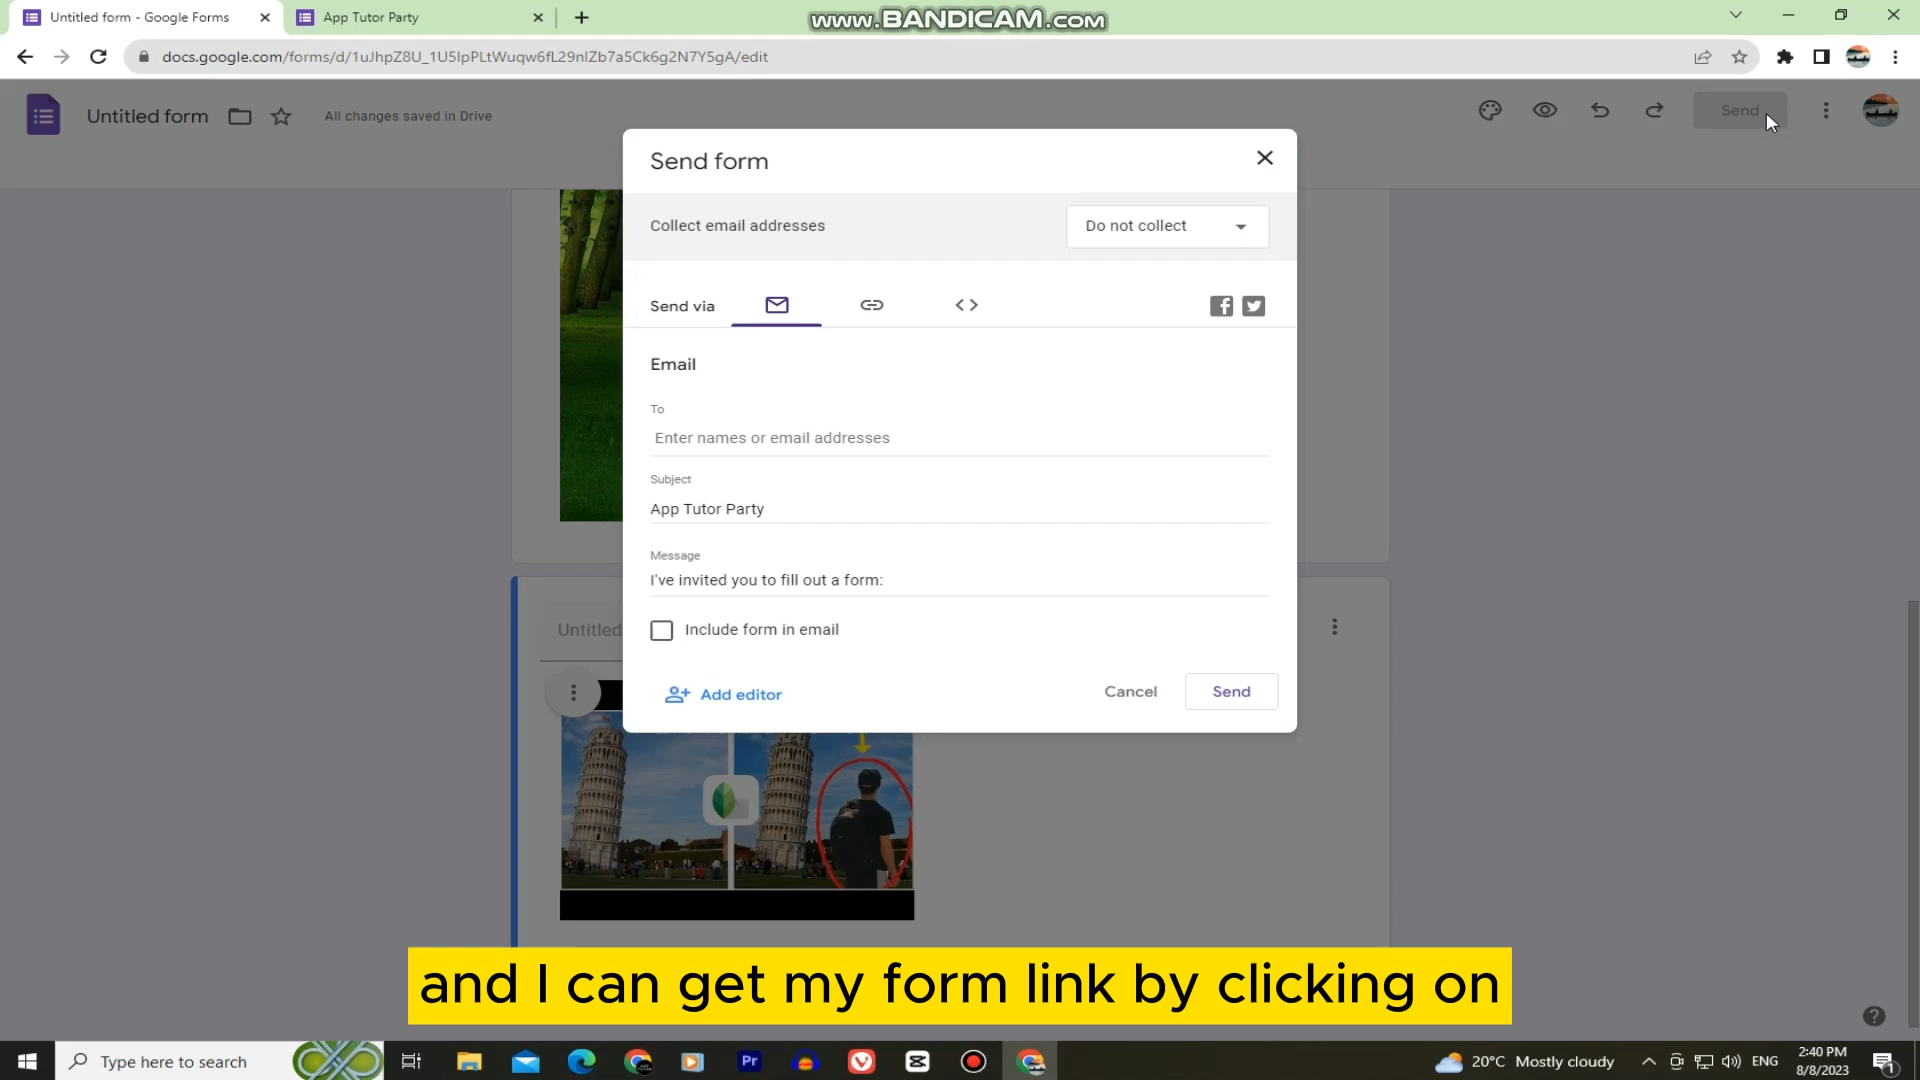 Untitled form - Google Forms
App Tutor Party
www.BANDICAM.com
docs.google.com/forms/d/1uJhpZ8U_1U5IpPLtWuqw6fL29nIZb7a5Ck6g2N7Y5gA/edit
Untitled form
All changes saved in Drive
Send
Send form
Collect email addresses
Do not collect
Send via
Email
To
Enter names or email addresses
Subject
App Tutor Party
Message
I've invited you to fill out a form:
Include form in email
Untitled
Add editor
Cancel
Send
and I can get my form link by clicking on
Type here to search
Pr
20°C Mostly cloudy
ENG
2:40 PM
8/8/2023
1